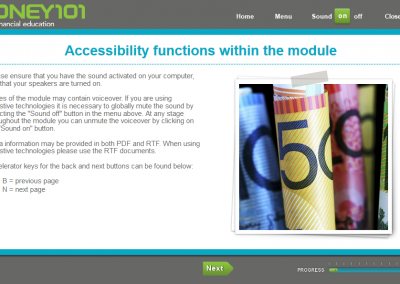 ONEY101
nancial education
Home Menu Sound on off Close
Accessibility functions within the module
se ensure that you have the sound activated on your computer,
that your speakers are turned on.
es of the module may contain voiceover. If you are using
stive technologies it is necessary to globally mute the sound by
cting the "Sound off" button in the menu above. At any stage
ughout the module you can unmute the voiceover by clicking on
"Sound on" button.
a information may be provided in both PDF and RTF. When using
stive technologies please use the RTF documents.
elerator keys for the back and next buttons can be found below:
B = previous page
N = next page
50
Next
PROGRESS